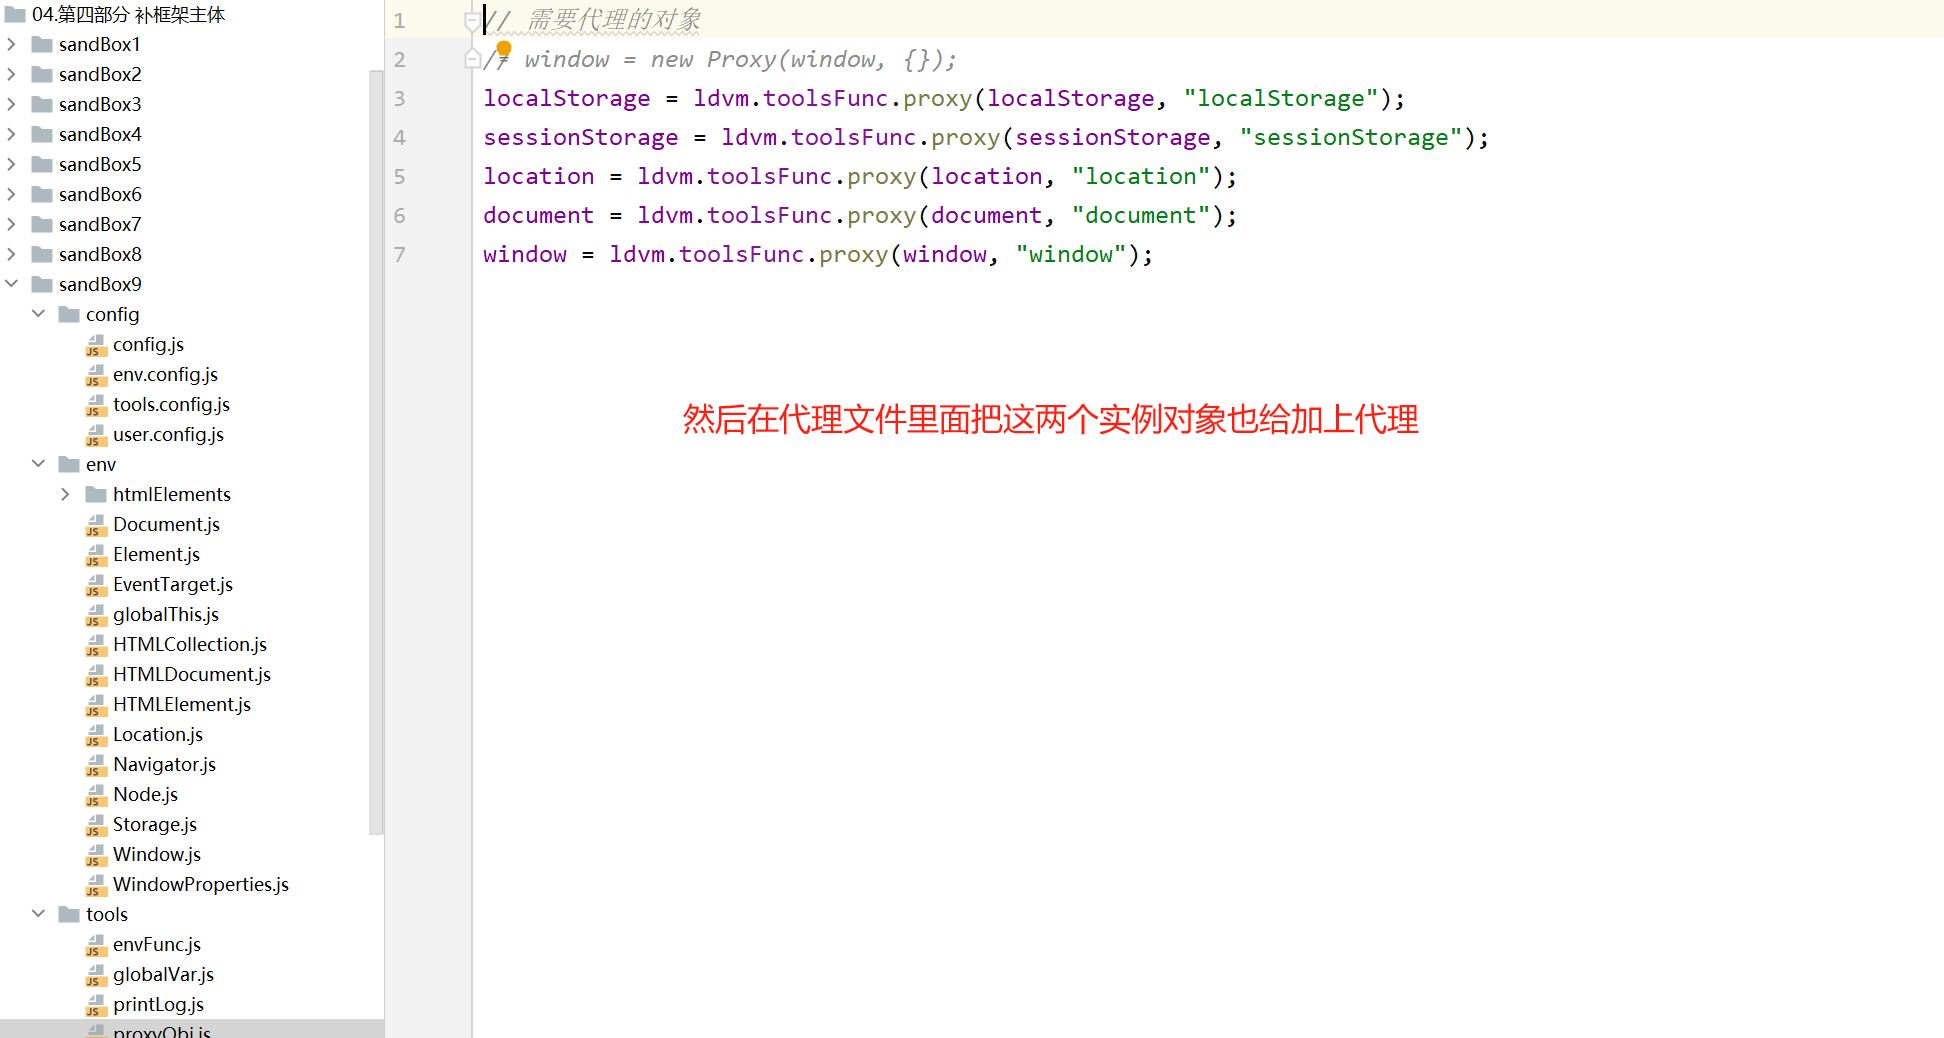 04.第四部分 补框架主体
sandBox1
sandBox2
sandBox3
sandBox4
sandBox5
sandBox6
sandBox7
sandBox8
sandBox9
config
config.js
env.config.js
tools.config.js
user.config.js
env
htmlElements
Document.js
Element.js
EventTarget.js
globalThis.js
HTMLCollection.js
HTMLDocument.js
HTMLElement.js
Location.js
Navigator.js
Node.js
Storage.js
Window.js
WindowProperties.js
tools
envFunc.js
globalVar.js
printLog.js
proxyObj.js
1 // 需要代理的对象
2 // window = new Proxy(window, {});
3 localStorage = ldvm.toolsFunc.proxy(localStorage, "localStorage");
4 sessionStorage = ldvm.toolsFunc.proxy(sessionStorage, "sessionStorage");
5 location = ldvm.toolsFunc.proxy(location, "location");
6 document = ldvm.toolsFunc.proxy(document, "document");
7 window = ldvm.toolsFunc.proxy(window, "window");
然后在代理文件里面把这两个实例对象也给加上代理